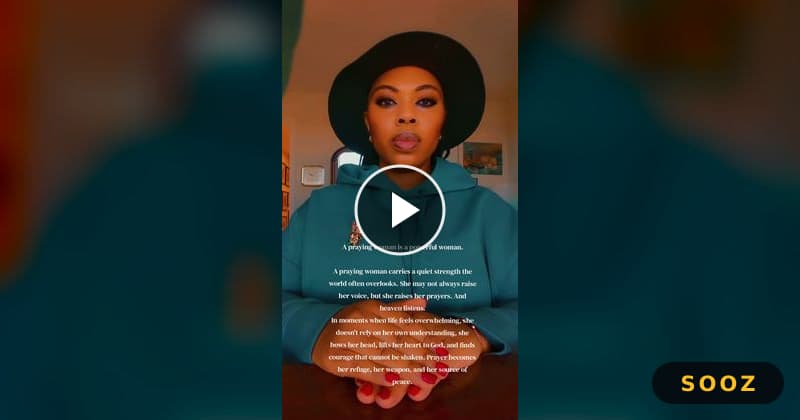 A praying woman is a powerful woman.
A praying woman carries a quiet strength the
world often overlooks. She may not always raise
her voice, but she raises her prayers. And
heaven listens.
In moments when life feels overwhelming, she
doesn't rely on her own understanding, she
bows her head, lifts her heart to God, and finds
courage that cannot be shaken. Prayer becomes
her refuge, her weapon, and her source of
peace.
SOOZ